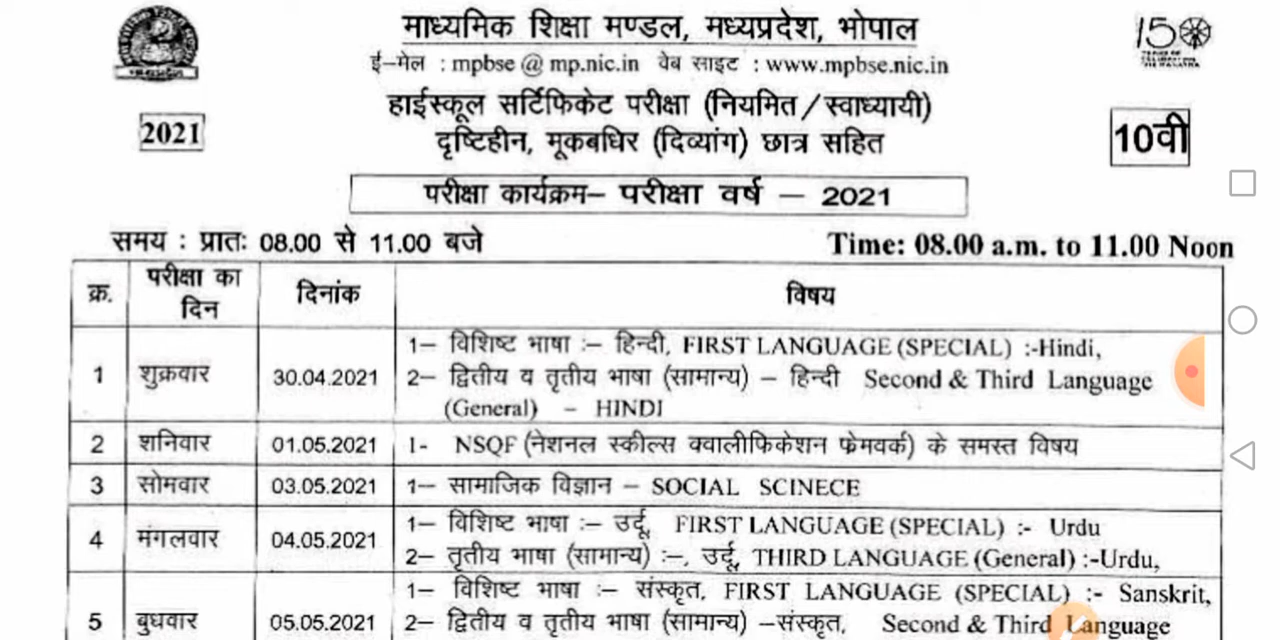 माध्यमिक शिक्षा मण्डल, मध्यप्रदेश, भोपाल
ई–मेल : mpbse @ mp.nic.in वेब साइट : www.mpbse.nic.in
हाईस्कूल सर्टिफिकेट परीक्षा (नियमित / स्वाध्यायी)
2021
दृष्टिहीन, मूकबधिर (दिव्यांग) छात्र सहित
10वी
150
परीक्षा कार्यक्रम– परीक्षा वर्ष – 2021
समय : प्रातः 08.00 से 11.00 बजे Time: 08.00 a.m. to 11.00 Noon
क्र. परीक्षा का दिन दिनांक विषय
1 शुक्रवार 30.04.2021 1– विशिष्ट भाषा :– हिन्दी, FIRST LANGUAGE (SPECIAL) :-Hindi,
2– द्वितीय व तृतीय भाषा (सामान्य) – हिन्दी Second & Third Language
(General) – HINDI
2 शनिवार 01.05.2021 1- NSQF (नेशनल स्कील्स क्वालीफिकेशन फ्रेमवर्क) के समस्त विषय
3 सोमवार 03.05.2021 1– सामाजिक विज्ञान – SOCIAL SCINECE
4 मंगलवार 04.05.2021 1– विशिष्ट भाषा :– उर्दू, FIRST LANGUAGE (SPECIAL) :- Urdu
2– तृतीय भाषा (सामान्य) :–, उर्दू, THIRD LANGUAGE (General) :-Urdu,
5 बुधवार 05.05.2021 1– विशिष्ट भाषा :– संस्कृत, FIRST LANGUAGE (SPECIAL) :- Sanskrit,
2– द्वितीय व तृतीय भाषा (सामान्य) –संस्कृत, Second & Third Language